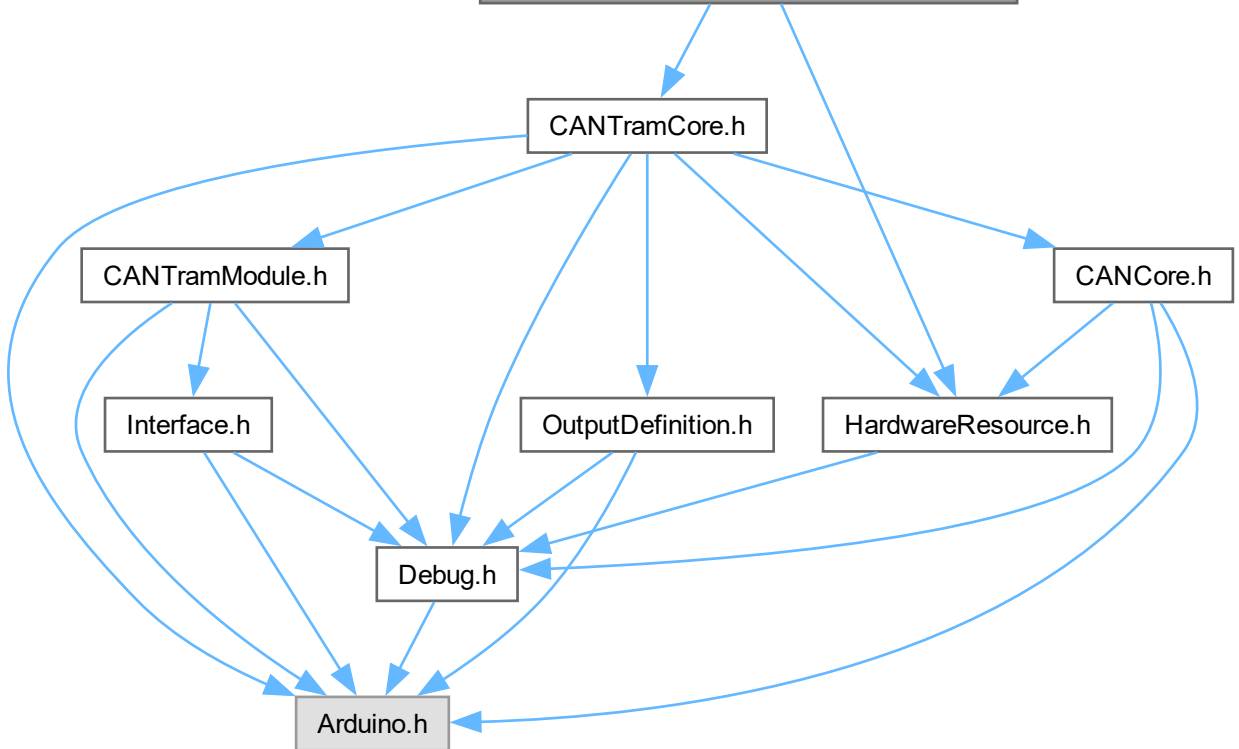 CANTramCore.h
CANTramModule.h
CANCore.h
Interface.h
OutputDefinition.h
HardwareResource.h
Debug.h
Arduino.h